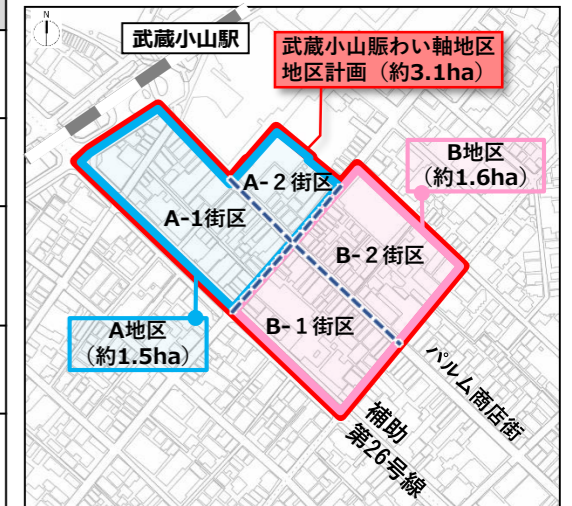 N
武蔵小山駅
武蔵小山賑わい軸地区
地区計画（約3.1ha）
B地区
（約1.6ha）
A-２街区
A-1街区
B-２街区
B-１街区
A地区
（約1.5ha）
パルム商店街
補助
第26号線